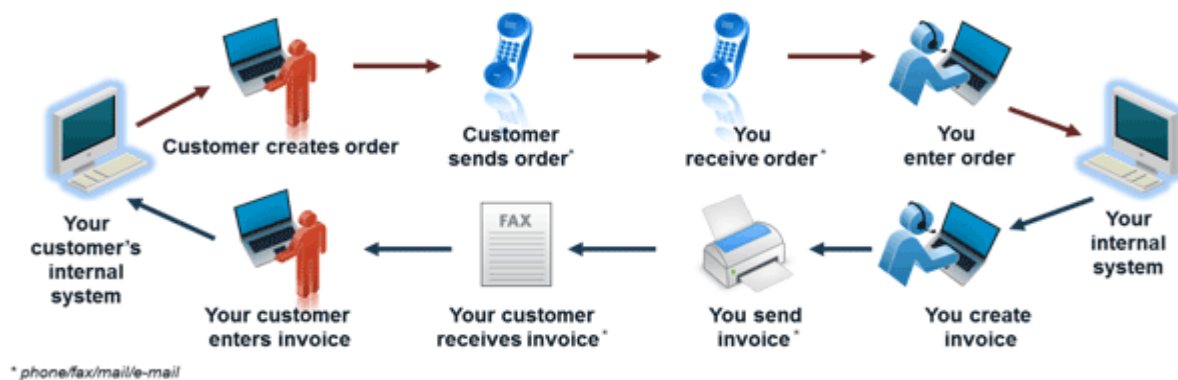 Customer creates order
Customer
sends order*
You
receive order*
You
enter order
Your
customer's
internal
system
FAX
Your
internal
system
Your customer
enters invoice
Your customer
receives invoice*
You send
invoice*
You create
invoice
* phone/fax/mail/e-mail